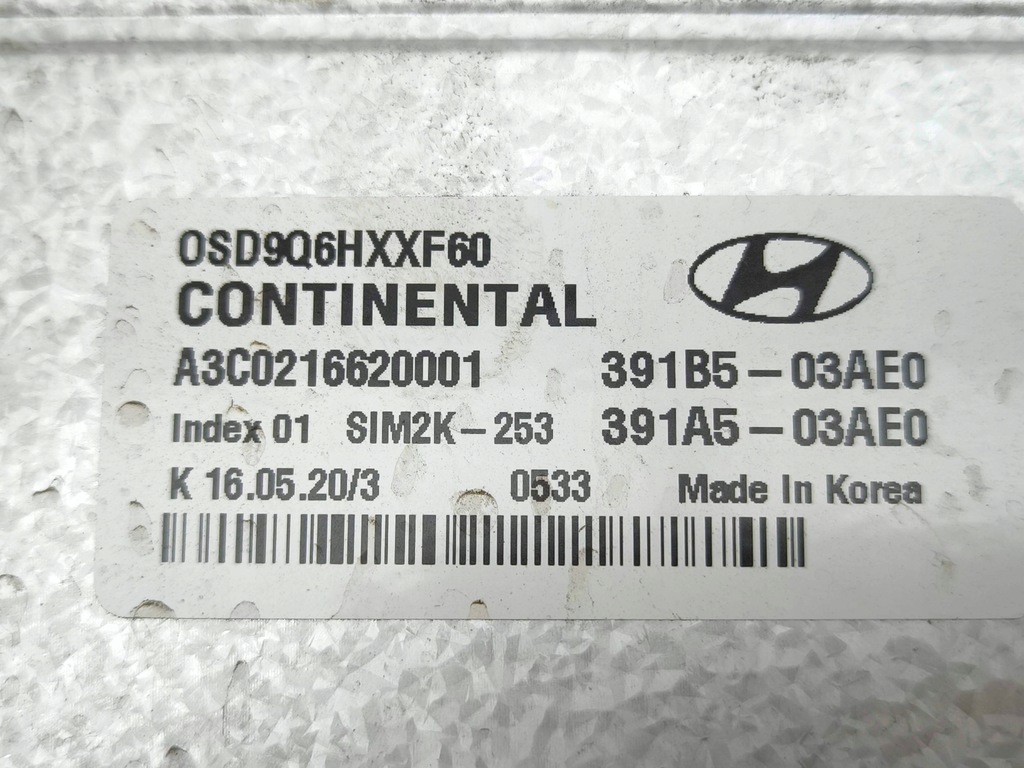 OSD9Q6HXXF60
CONTINENTAL
A3C0216620001 391B5-03AE0
Index 01 SIM2K-253 391A5-03AE0
K 16.05.20/3 0533 Made In Korea